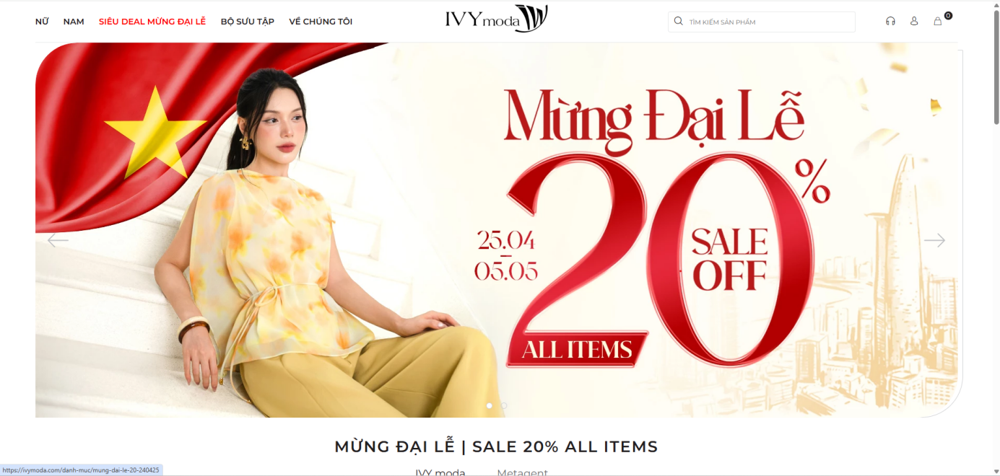 NỮ NAM SIÊU DEAL MỪNG ĐẠI LỄ BỘ SƯU TẬP VỀ CHÚNG TÔI
IVY moda
TÌM KIẾM SẢN PHẨM
0
Mừng Đại Lễ
20%
25.04
–
05.05
SALE
OFF
ALL ITEMS
MỪNG ĐẠI LỄ | SALE 20% ALL ITEMS
IVY moda Metagent
https://ivymoda.com/danh-muc/mung-dai-le-20-240425